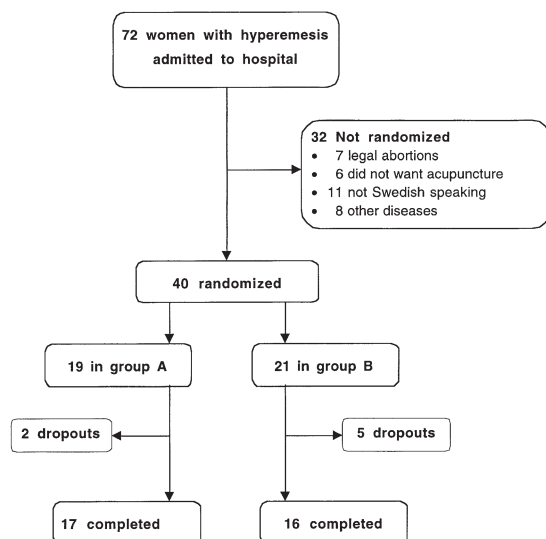 72 women with hyperemesis
admitted to hospital
32 Not randomized
• 7 legal abortions
• 6 did not want acupuncture
• 11 not Swedish speaking
• 8 other diseases
40 randomized
19 in group A
21 in group B
2 dropouts
5 dropouts
17 completed
16 completed